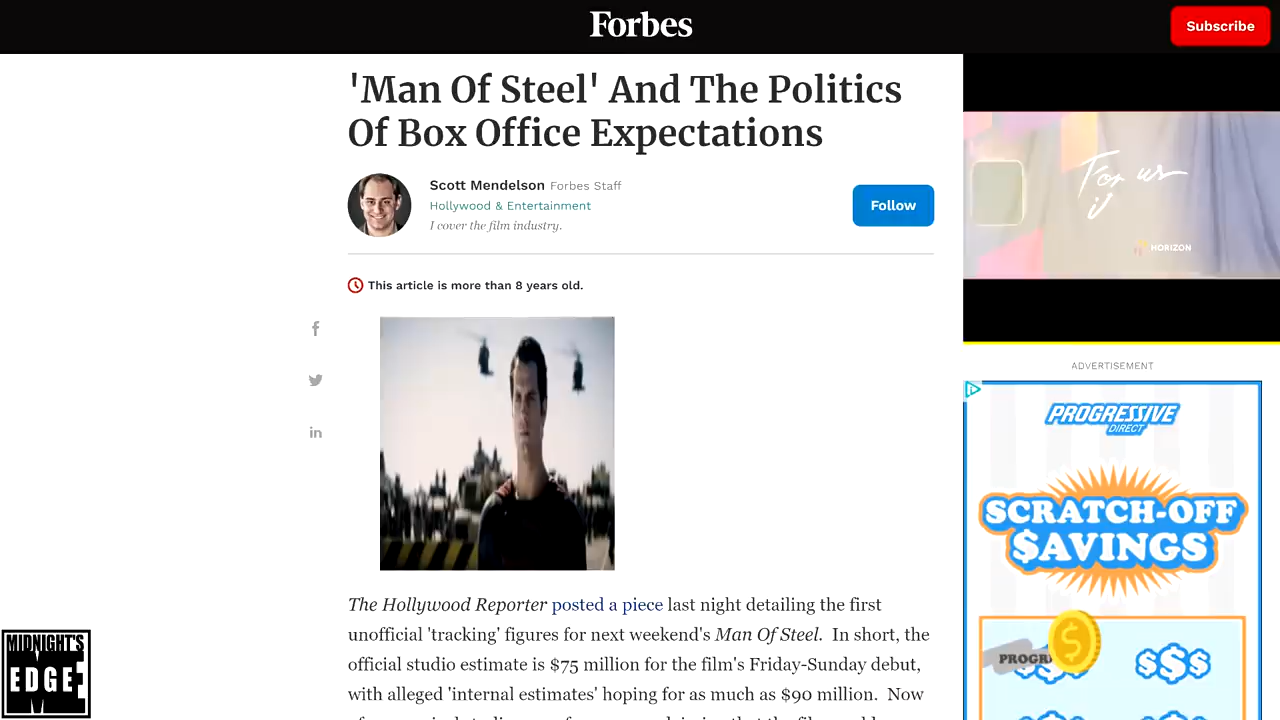 Forbes
Subscribe
'Man Of Steel' And The Politics
Of Box Office Expectations
Scott Mendelson Forbes Staff
Hollywood & Entertainment
I cover the film industry.
Follow
This article is more than 8 years old.
The Hollywood Reporter posted a piece last night detailing the first
unofficial 'tracking' figures for next weekend's Man Of Steel. In short, the
official studio estimate is $75 million for the film's Friday-Sunday debut,
with alleged 'internal estimates' hoping for as much as $90 million. Now
For us
HORIZON
ADVERTISEMENT
PROGRESSIVE
DIRECT
SCRATCH-OFF
$AVINGS
$
$$$
MIDNIGHT'S
EDGE